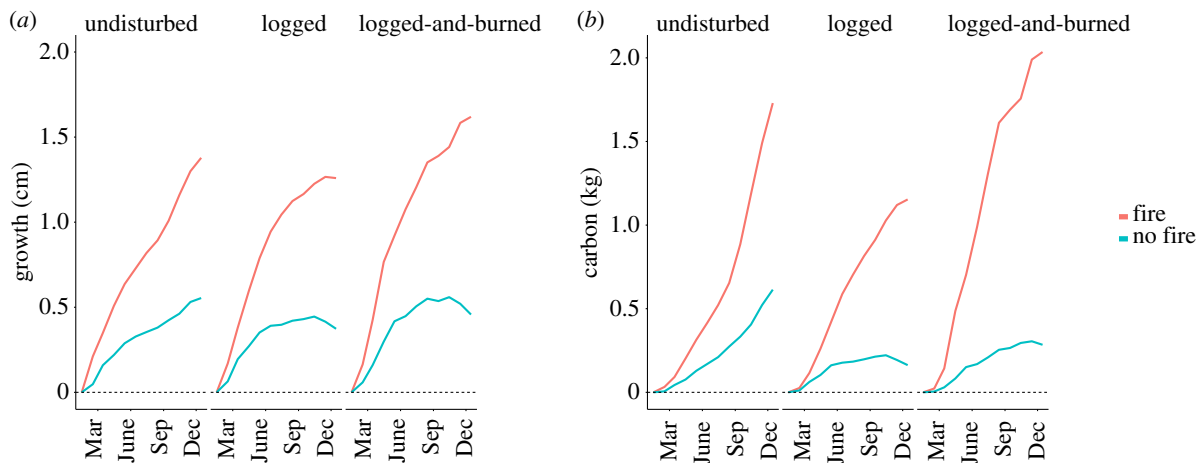 (a) undisturbed logged logged-and-burned
2.0
1.5
1.0
0.5
0
growth (cm)
Mar June Sep Dec Mar June Sep Dec Mar June Sep Dec
(b) undisturbed logged logged-and-burned
2.0
1.5
1.0
0.5
0
carbon (kg)
Mar June Sep Dec Mar June Sep Dec Mar June Sep Dec
fire
no fire